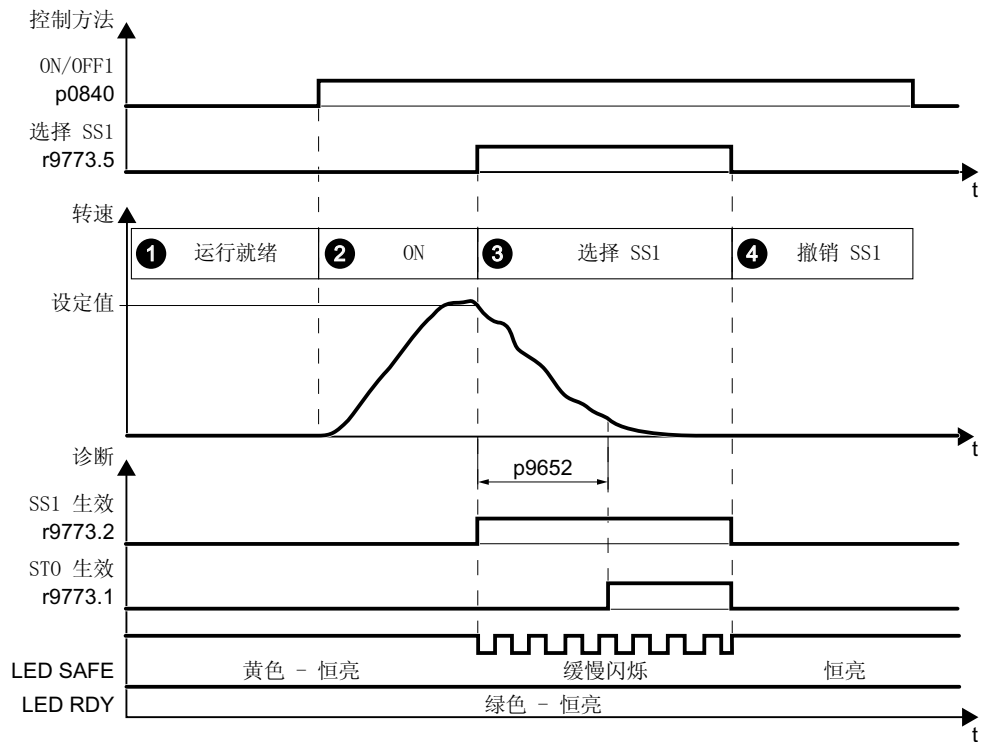 控制方法
ON/OFF1
p0840
选择 SS1
r9773.5
t
转速
1 运行就绪
2 ON
3 选择 SS1
4 撤销 SS1
设定值
t
诊断
p9652
SS1 生效
r9773.2
STO 生效
r9773.1
LED SAFE 黄色 - 恒亮 缓慢闪烁 恒亮
LED RDY 绿色 - 恒亮
t